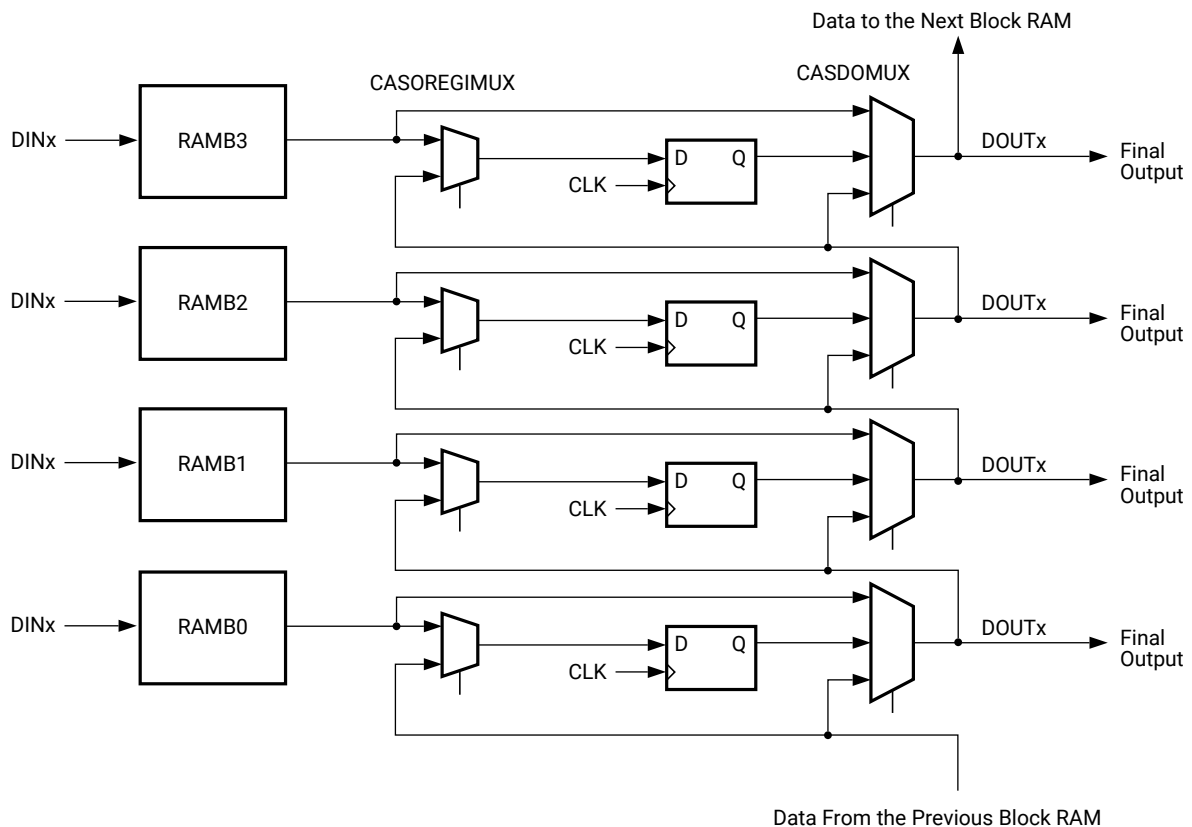 Data to the Next Block RAM
CASOREGIMUX
CASDOMUX
DINx
RAMB3
D
Q
CLK
DOUTx
Final
Output
DINx
RAMB2
D
Q
CLK
DOUTx
Final
Output
DINx
RAMB1
D
Q
CLK
DOUTx
Final
Output
DINx
RAMB0
D
Q
CLK
DOUTx
Final
Output
Data From the Previous Block RAM